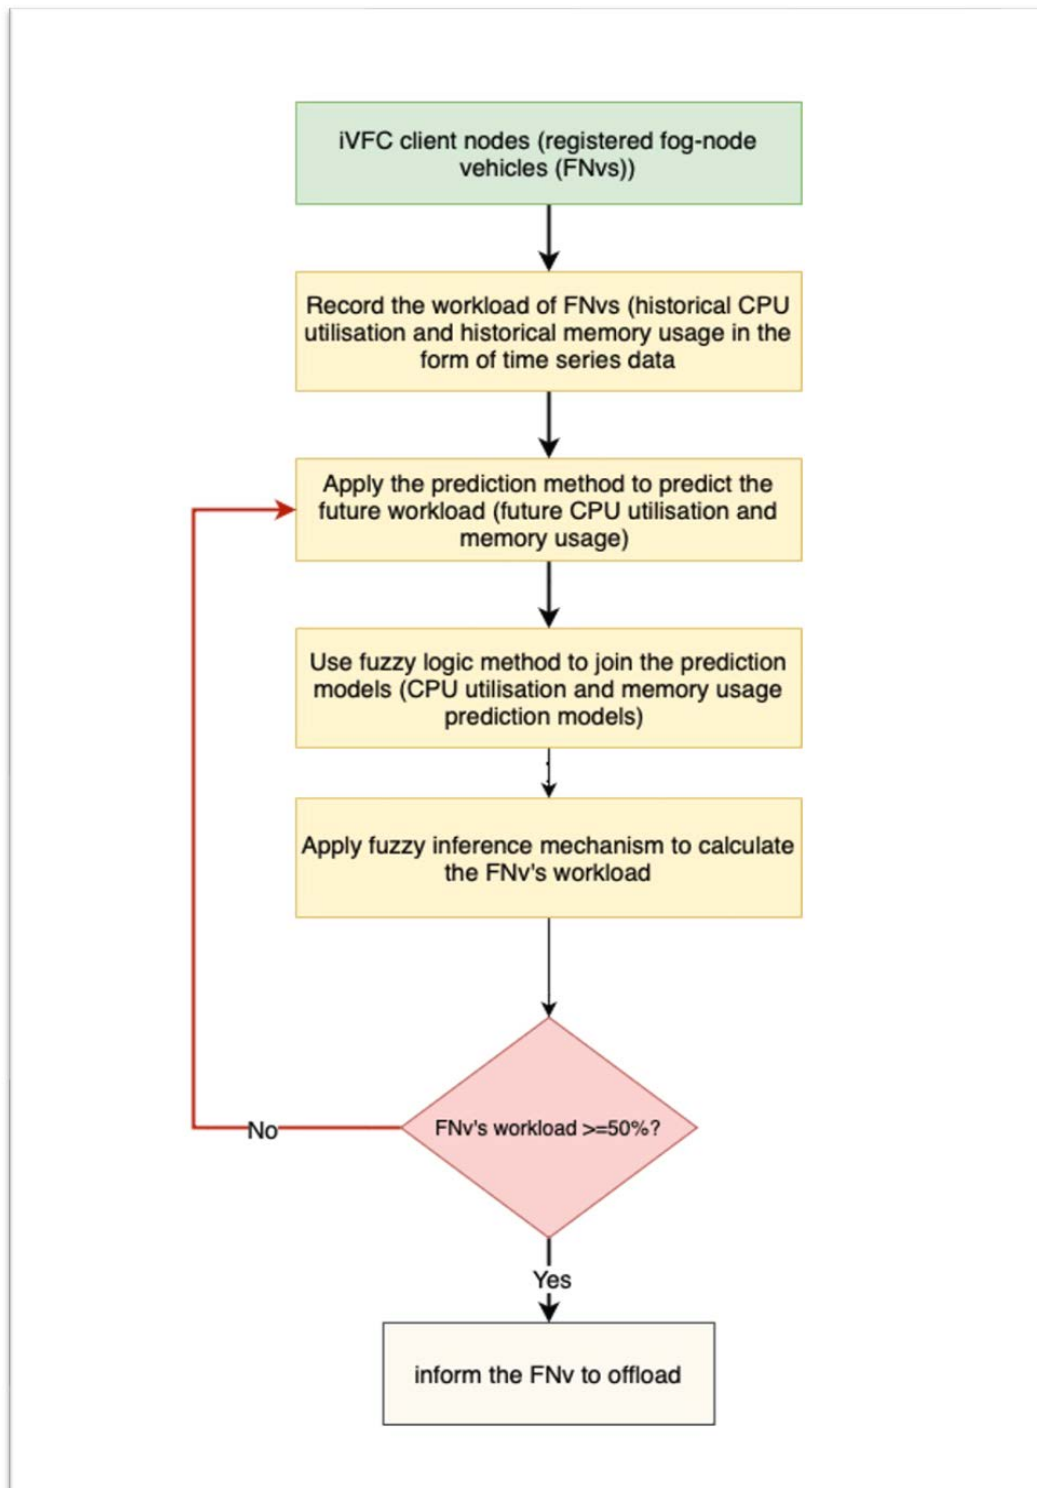 iVFC client nodes (registered fog-node
vehicles (FNvs))
Record the workload of FNvs (historical CPU
utilisation and historical memory usage in the
form of time series data
Apply the prediction method to predict the
future workload (future CPU utilisation and
memory usage)
Use fuzzy logic method to join the prediction
models (CPU utilisation and memory usage
prediction models)
Apply fuzzy inference mechanism to calculate
the FNv's workload
FNv's workload >=50%?
No
Yes
inform the FNv to offload